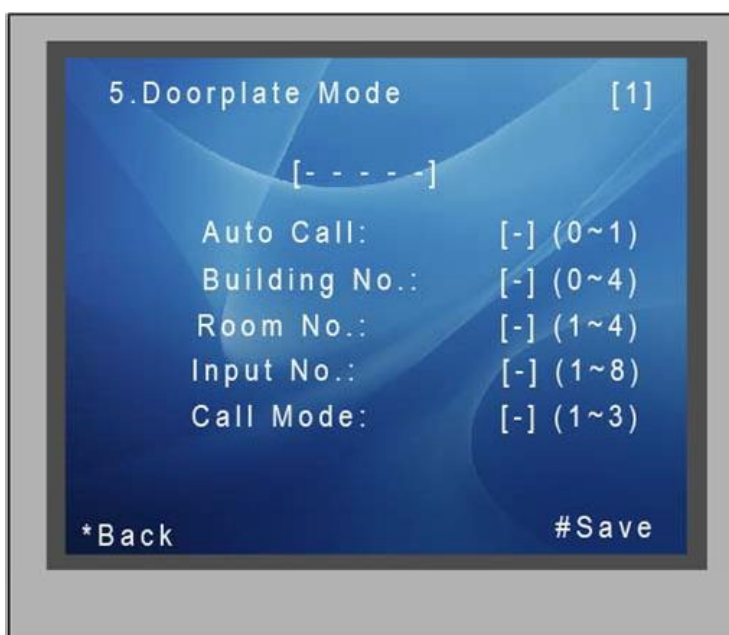 5.Doorplate Mode [1]
[- - - - -]
Auto Call: [-] (0~1)
Building No.: [-] (0~4)
Room No.: [-] (1~4)
Input No.: [-] (1~8)
Call Mode: [-] (1~3)
*Back #Save